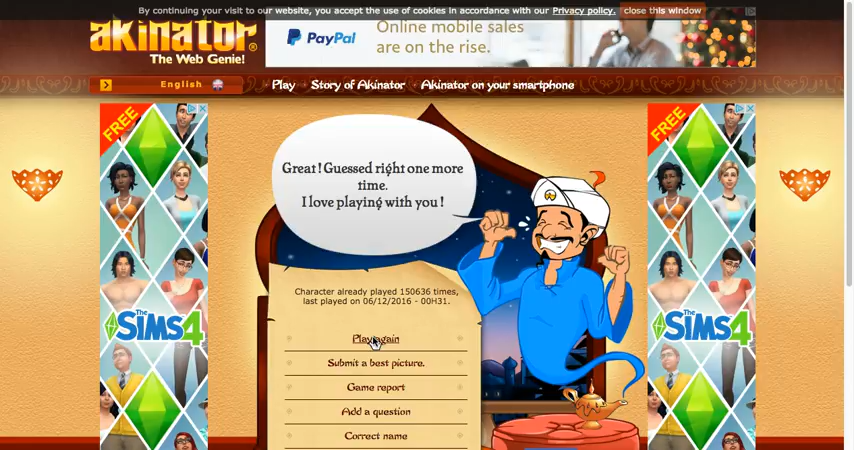 By continuing your visit to our website, you accept the use of cookies in accordance with our Privacy policy. close this window
akinator®
The Web Genie!
PayPal
Online mobile sales
are on the rise.
English
Play
Story of Akinator
Akinator on your smartphone
FREE
The
SIMS 4
Great ! Guessed right one more
time.
I love playing with you !
Character already played 150636 times,
last played on 06/12/2016 - 00H31.
Play again
Submit a best picture.
Game report
Add a question
Correct name
FREE
The
SIMS 4